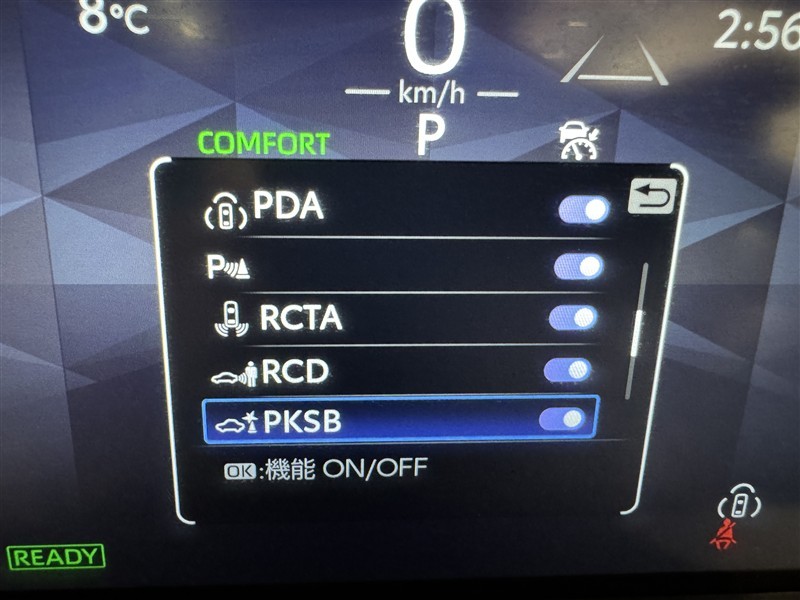 8°C
0
2:56
km/h
COMFORT
P
PDA
P
RCTA
RCD
PKSB
OK:機能 ON/OFF
READY